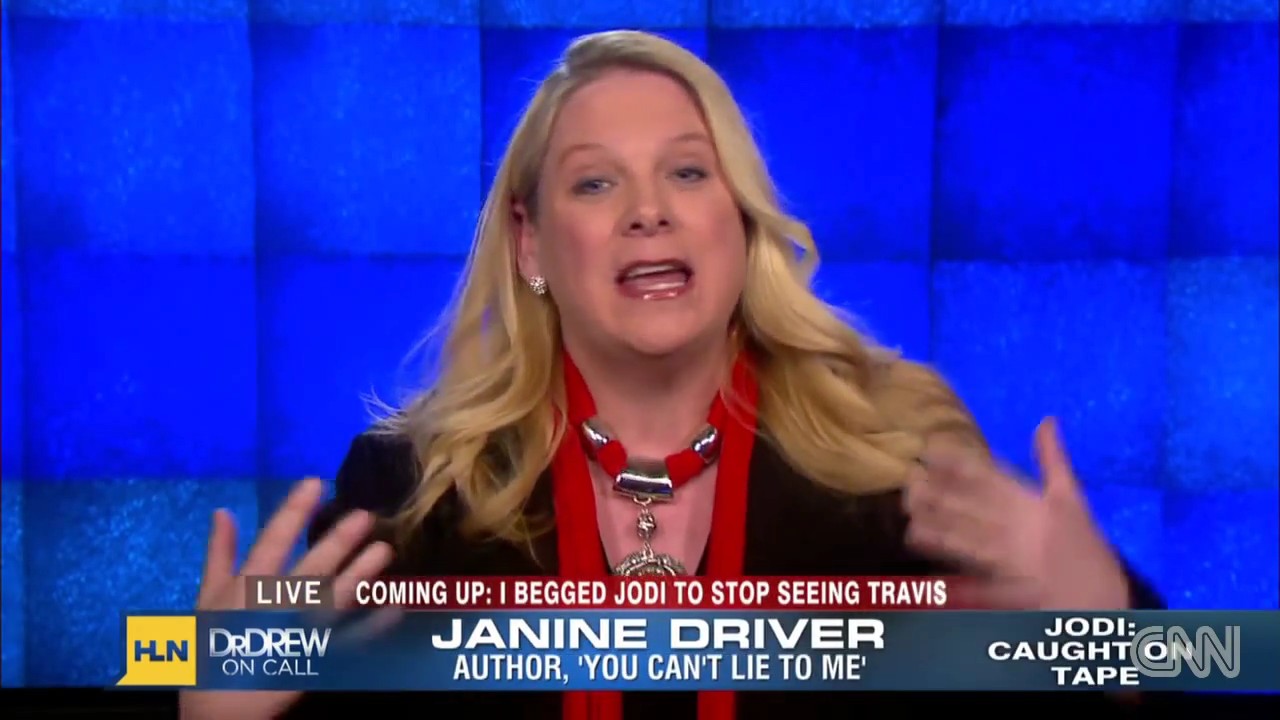 LIVE COMING UP: I BEGGED JODI TO STOP SEEING TRAVIS
HLN
DR DREW
ON CALL
JANINE DRIVER
AUTHOR, 'YOU CAN'T LIE TO ME'
JODI:
CAUGHT ON
TAPE
CNN